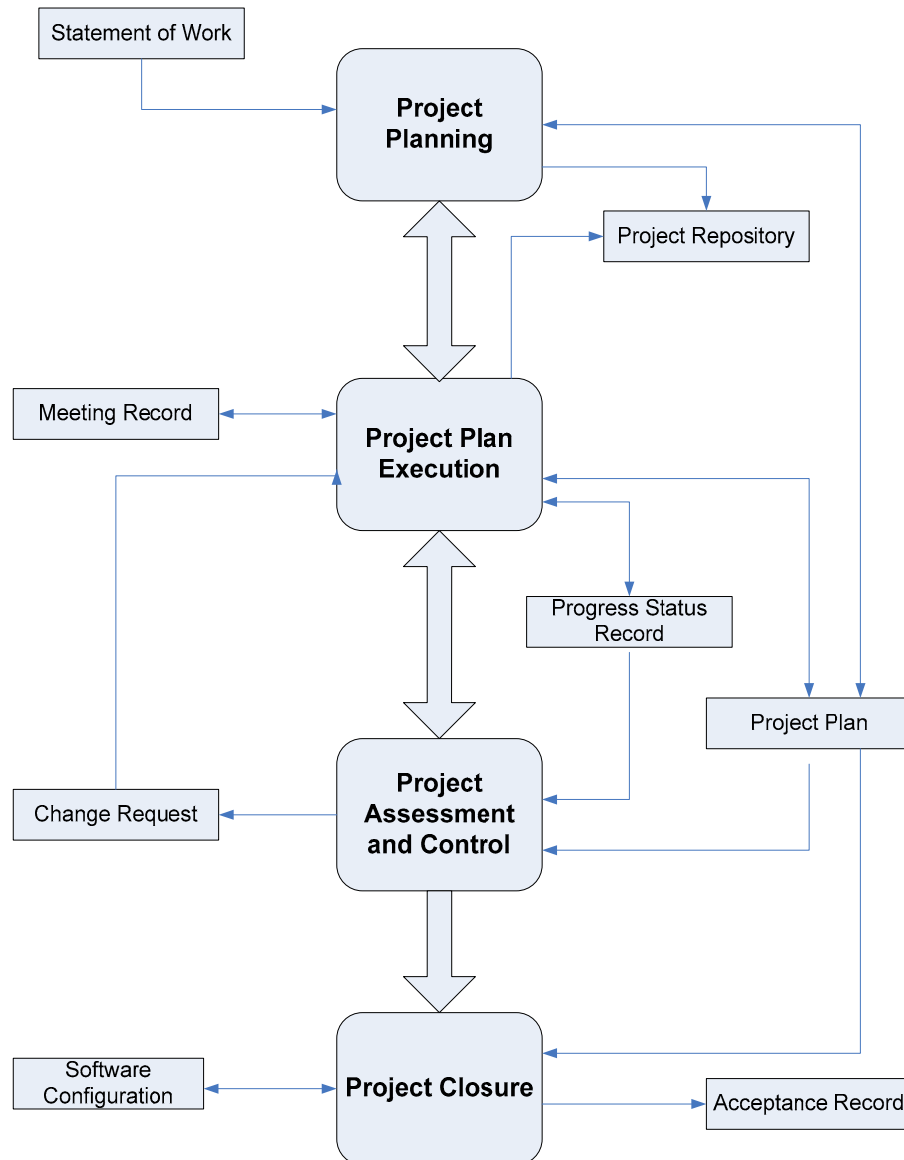 Statement of Work
Project
Planning
Project Repository
Meeting Record
Project Plan
Execution
Progress Status
Record
Project Plan
Project
Assessment
and Control
Change Request
Software
Configuration
Project Closure
Acceptance Record